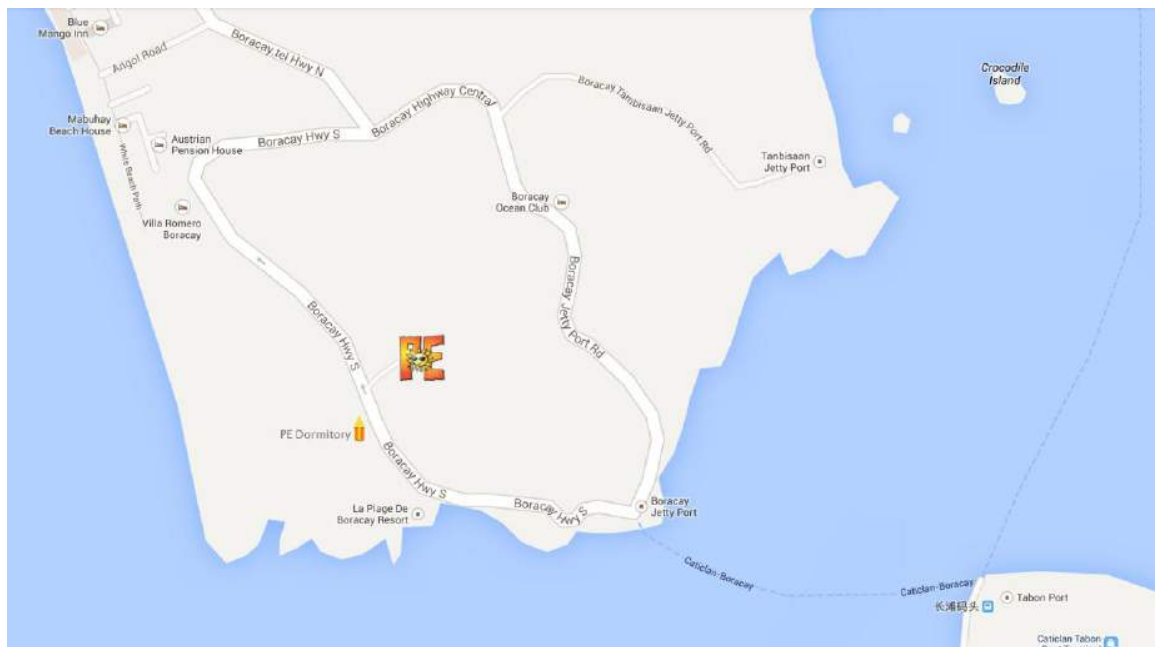 Blue
Mango Inn
Angol Road
Boracay.tel Hwy N
Crocodile
Island
Boracay Highway Central
Boracay Tambisaan Jetty Port Rd
Mabuhay
Beach House
Austrian
Pension House
Boracay Hwy S
White Beach Path
Tanbisaan
Jetty Port
Boracay
Ocean Club
Villa Romero
Boracay
Boracay Hwy S
Boracay Jetty Port Rd
PE
PE Dormitory
Boracay Hwy S
La Plage De
Boracay Resort
Boracay Hwy S
Boracay
Jetty Port
Caticlan-Boracay
Caticlan-Boracay
长滩码头
Tabon Port
Caticlan Tabon